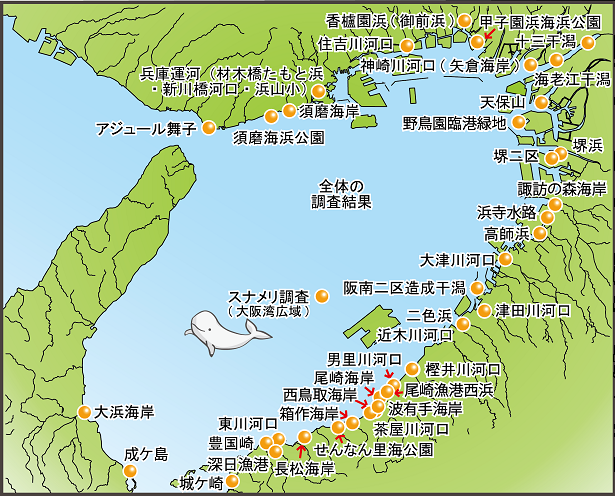 香櫨園浜（御前浜）
甲子園浜海浜公園
住吉川河口
十三干潟
神崎川河口（矢倉海岸）
海老江干潟
兵庫運河（材木橋たもと浜
・新川橋河口・浜山小）
天保山
須磨海岸
アジュール舞子
野鳥園臨港緑地
須磨海浜公園
堺浜
堺二区
全体の
調査結果
諏訪の森海岸
浜寺水路
高師浜
大津川河口
阪南二区造成干潟
スナメリ調査
（大阪湾広域）
津田川河口
二色浜
近木川河口
男里川河口
樫井川河口
尾崎海岸
尾崎漁港西浜
西鳥取海岸
波有手海岸
箱作海岸
大浜海岸
東川河口
茶屋川河口
豊国崎
せんなん里海公園
成ケ島
深日漁港
長松海岸
城ケ崎